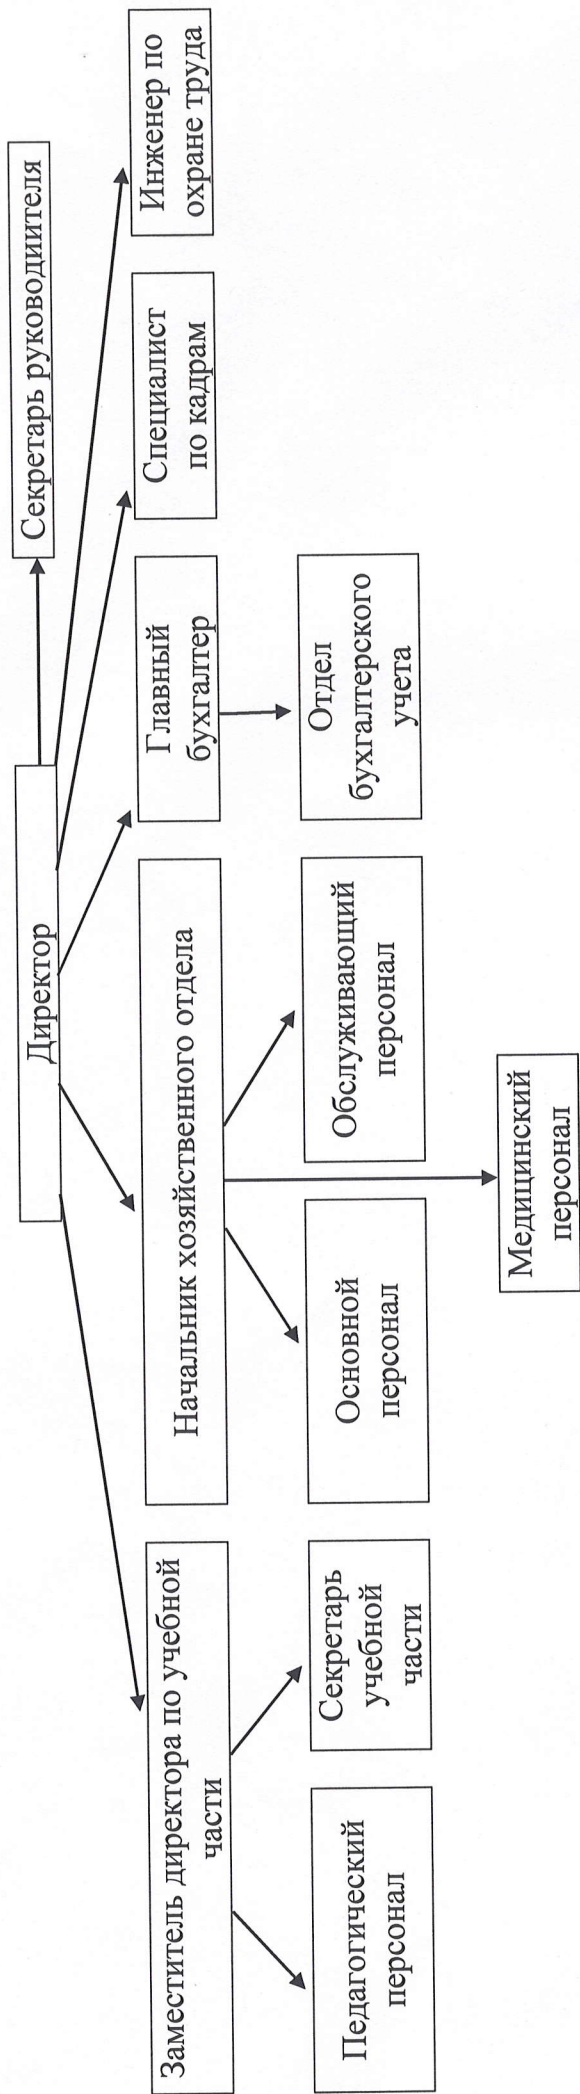 Директор
Секретарь руководиителя
Заместитель директора по учебной
части
Начальник хозяйственного отдела
Главный
бухгалтер
Специалист
по кадрам
Инженер по
охране труда
Педагогический
персонал
Секретарь
учебной
части
Основной
персонал
Обслуживающий
персонал
Отдел
бухгалтерского
учета
Медицинский
персонал